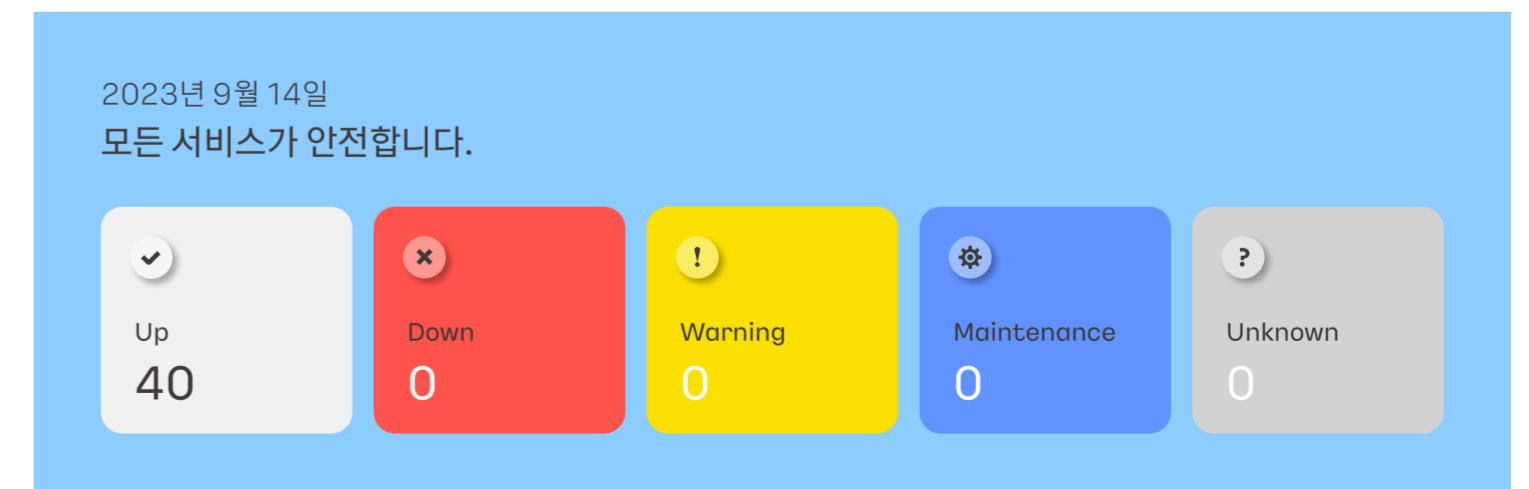 2023년 9월 14일
모든 서비스가 안전합니다.
Up
40
Down
0
Warning
0
Maintenance
0
Unknown
0